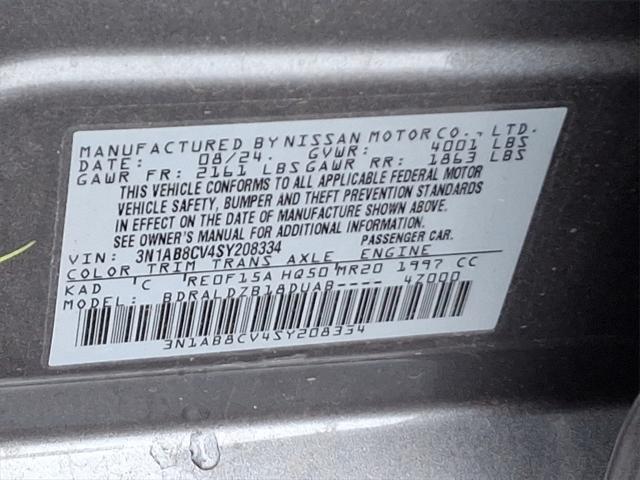 MANUFACTURED BY NISSAN MOTOR CO., LTD.
DATE: 08/24. GVWR: 4001 LBS
GAWR FR: 2161 LBS GAWR RR: 1863 LBS
THIS VEHICLE CONFORMS TO ALL APPLICABLE FEDERAL MOTOR
VEHICLE SAFETY, BUMPER AND THEFT PREVENTION STANDARDS
IN EFFECT ON THE DATE OF MANUFACTURE SHOWN ABOVE.
SEE OWNER'S MANUAL FOR ADDITIONAL INFORMATION.
VIN: 3N1AB8CV4SY208334 PASSENGER CAR.
COLOR TRIM TRANS AXLE ENGINE
KAD C RE0F15A HQ50 MR20 1997 CC
MODEL: BDRALDZB18DUAB---- 4Z000
3N1AB8CV4SY208334